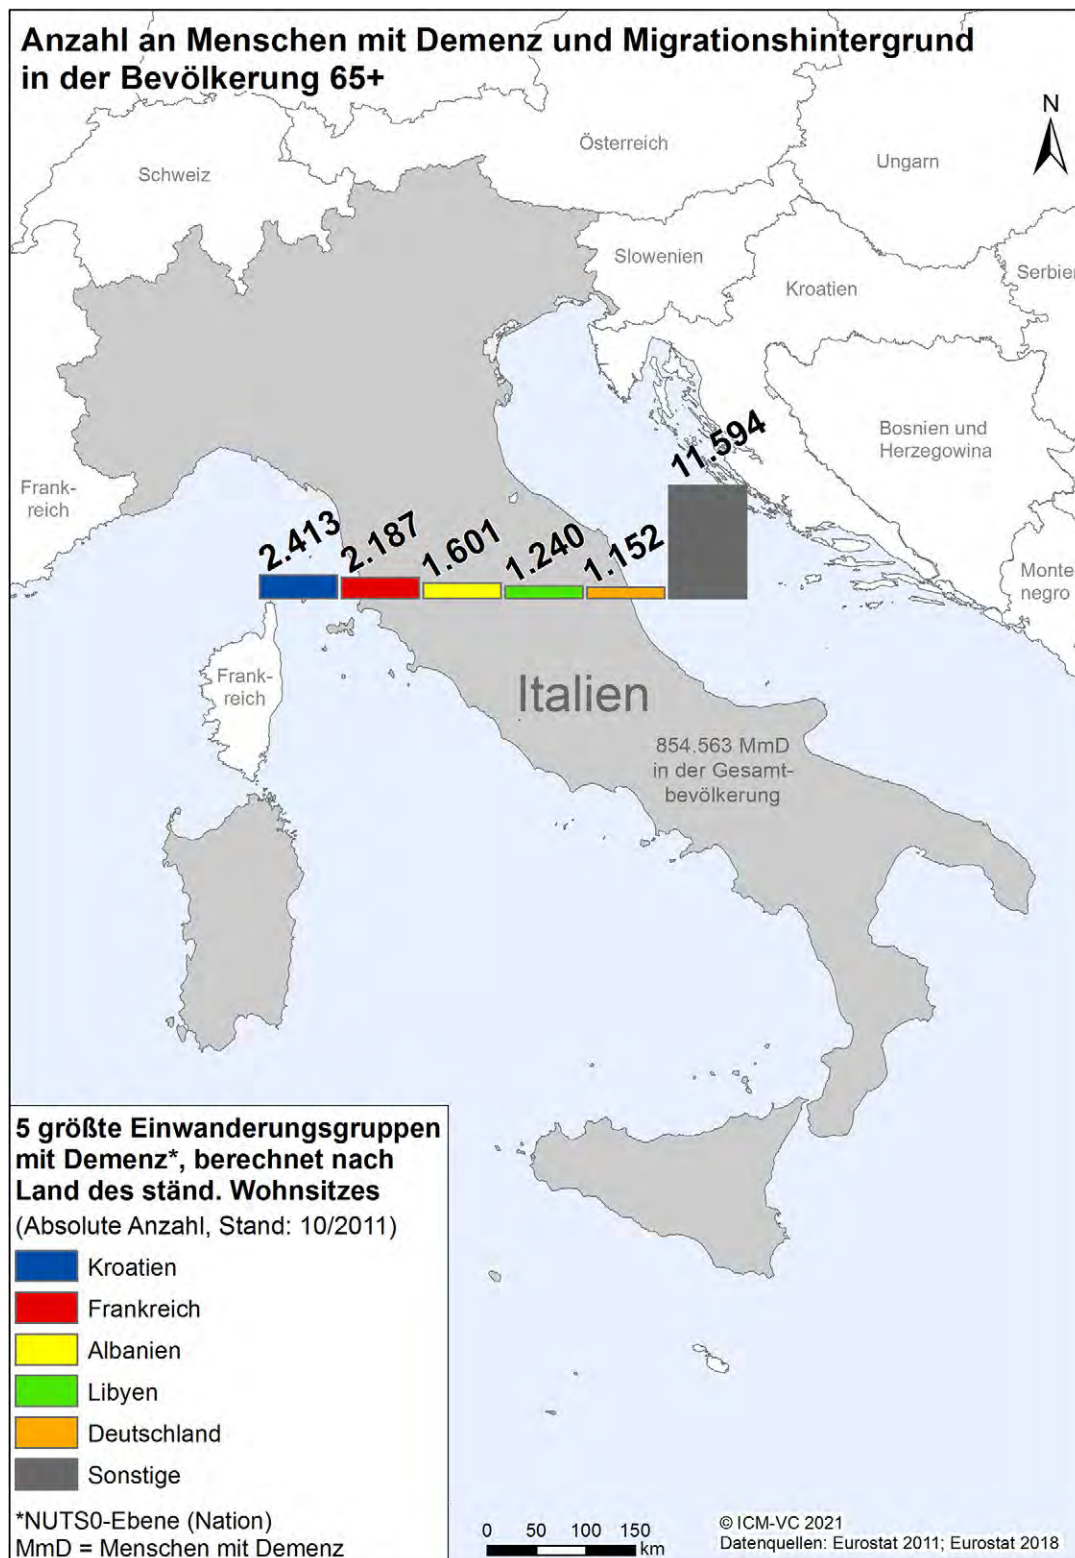 Anzahl an Menschen mit Demenz und Migrationshintergrund
in der Bevölkerung 65+
N
Österreich
Ungarn
Schweiz
Slowenien
Serbien
Kroatien
Bosnien und
Herzegowina
Frank-
reich
11.594
2.413
2.187
1.601
1.240
1.152
Monte
negro
Frank-
reich
Italien
854.563 MmD
in der Gesamt-
bevölkerung
5 größte Einwanderungsgruppen
mit Demenz*, berechnet nach
Land des ständ. Wohnsitzes
(Absolute Anzahl, Stand: 10/2011)
Kroatien
Frankreich
Albanien
Libyen
Deutschland
Sonstige
*NUTS0-Ebene (Nation)
MmD = Menschen mit Demenz
0 50 100 150
km
© ICM-VC 2021
Datenquellen: Eurostat 2011; Eurostat 2018